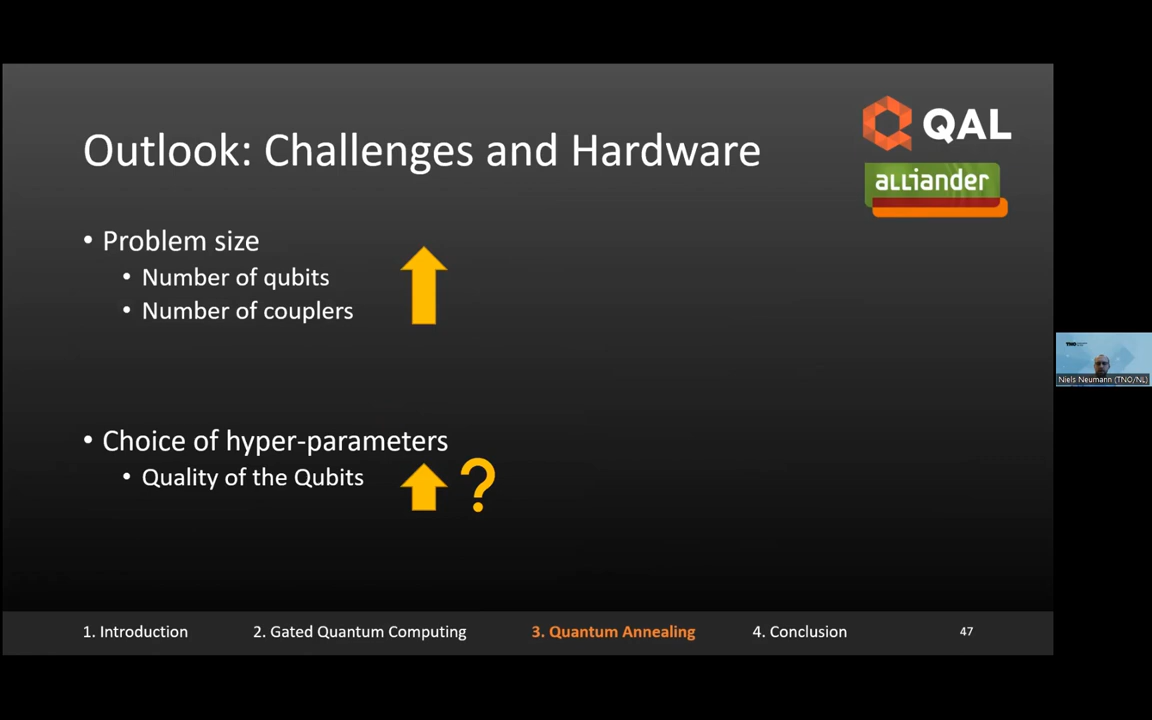 Outlook: Challenges and Hardware
QAL
alliander
• Problem size
• Number of qubits
• Number of couplers
• Choice of hyper-parameters
• Quality of the Qubits
?
TNO
Niels Neumann (TNO/NL)
1. Introduction 2. Gated Quantum Computing 3. Quantum Annealing 4. Conclusion 47